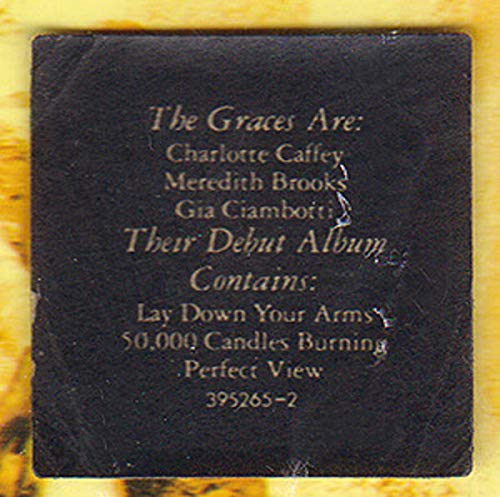 The Graces Are:
Charlotte Caffey
Meredith Brooks
Gia Ciambotti
Their Debut Album
Contains:
Lay Down Your Arms
50,000 Candles Burning
Perfect View
395265-2